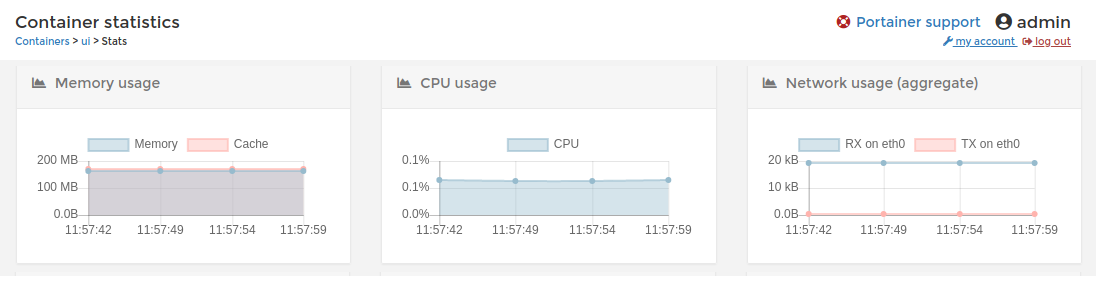 Container statistics
Portainer support admin
Containers > ui > Stats
my account log out
Memory usage
CPU usage
Network usage (aggregate)
Memory Cache
200 MB
100 MB
0.0B
11:57:42 11:57:49 11:57:54 11:57:59
CPU
0.1%
0.1%
0.0%
11:57:42 11:57:49 11:57:54 11:57:59
RX on eth0 TX on eth0
20 kB
10 kB
0.0B
11:57:42 11:57:49 11:57:54 11:57:59